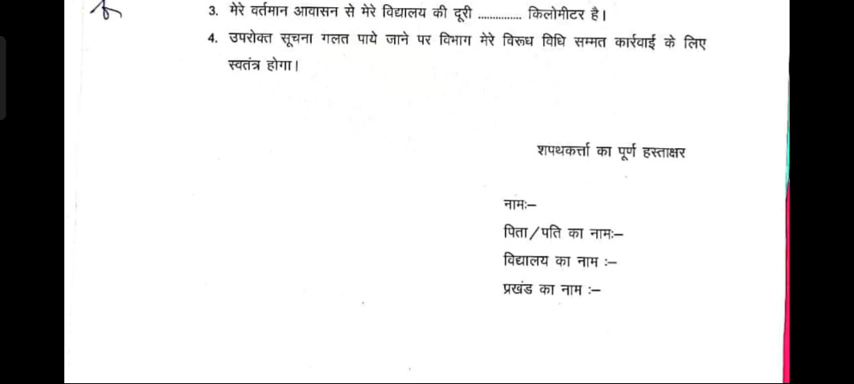 3. मेरे वर्तमान आवासन से मेरे विद्यालय की दूरी ............... किलोमीटर है।
4. उपरोक्त सूचना गलत पाये जाने पर विभाग मेरे विरूध विधि सम्मत कार्रवाई के लिए
स्वतंत्र होगा।
शपथकर्त्ता का पूर्ण हस्ताक्षर
नामः–
पिता/पति का नामः–
विद्यालय का नाम :–
प्रखंड का नाम :–